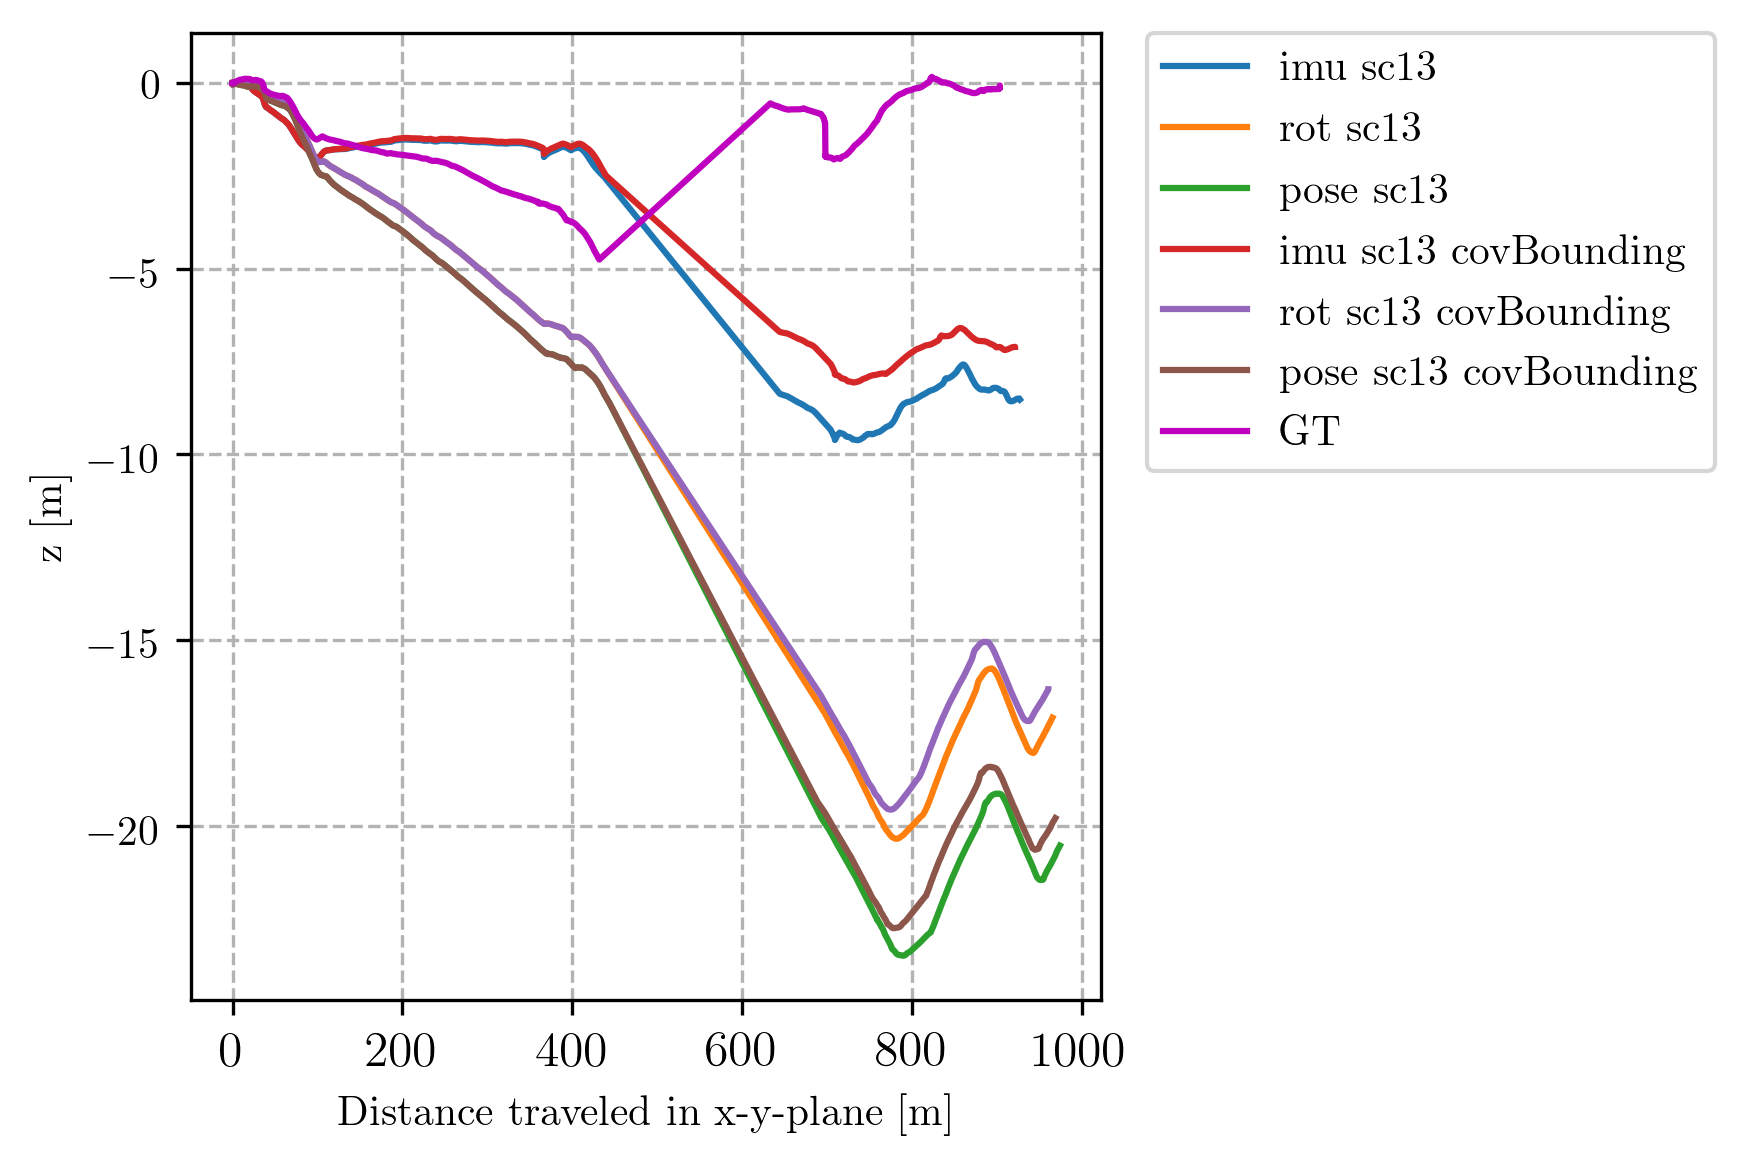 imu sc13
rot sc13
pose sc13
imu sc13 covBounding
rot sc13 covBounding
pose sc13 covBounding
GT
0
−5
−10
−15
−20
z [m]
0 200 400 600 800 1000
Distance traveled in x-y-plane [m]